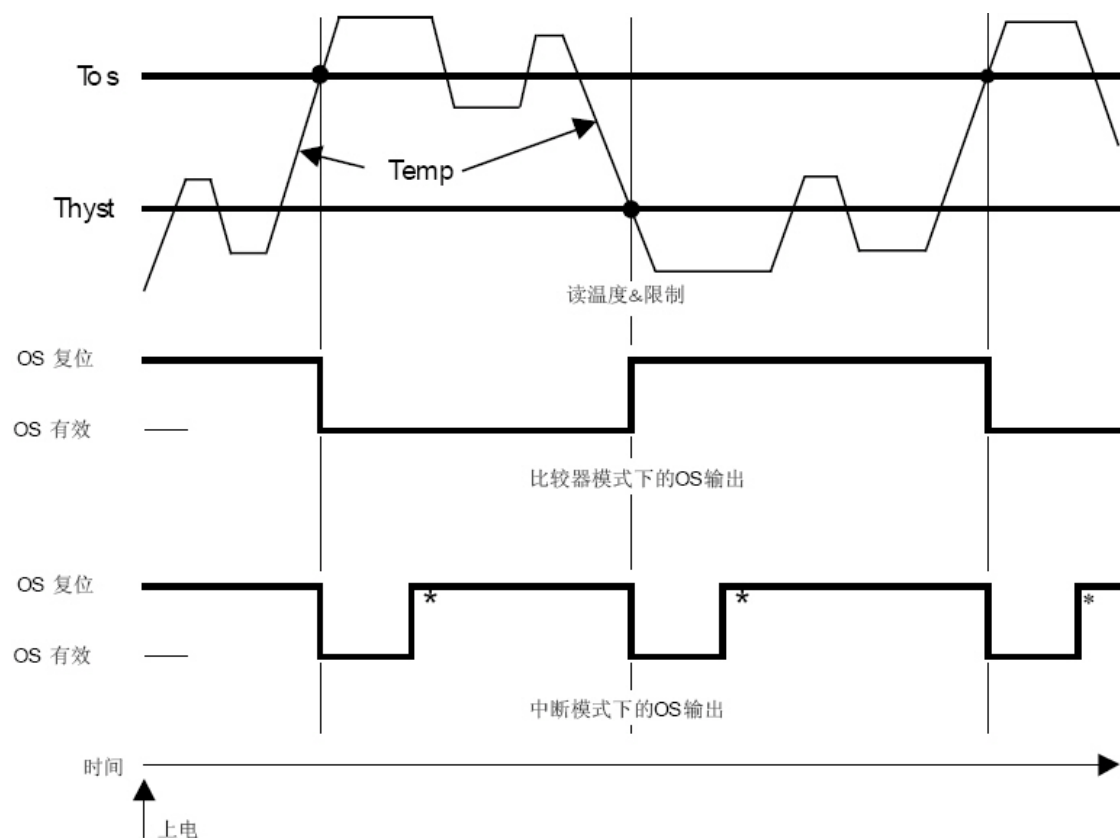 Tos
Temp
Thyst
读温度&限制
OS 复位
OS 有效
比较器模式下的OS输出
OS 复位
*
*
*
OS 有效
中断模式下的OS输出
时间
上电